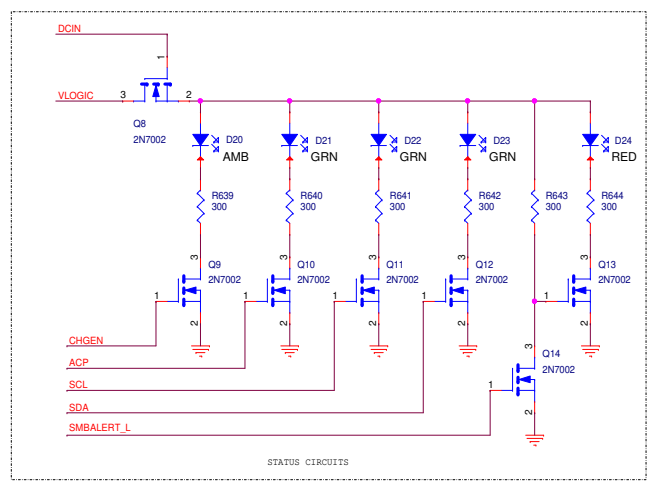 DCIN
1
VLOGIC 3 2
Q8
2N7002
D20 D21 D22 D23 D24
AMB GRN GRN GRN RED
R639 R640 R641 R642 R643 R644
300 300 300 300 300 300
3 3 3 3 3
Q9 Q10 Q11 Q12 Q13
2N7002 2N7002 2N7002 2N7002 2N7002
1 1 1 1 1
2 2 2 2 2
CHGEN
3
Q14
ACP
2N7002
SCL
1
SDA
2
SMBALERT_L
STATUS CIRCUITS